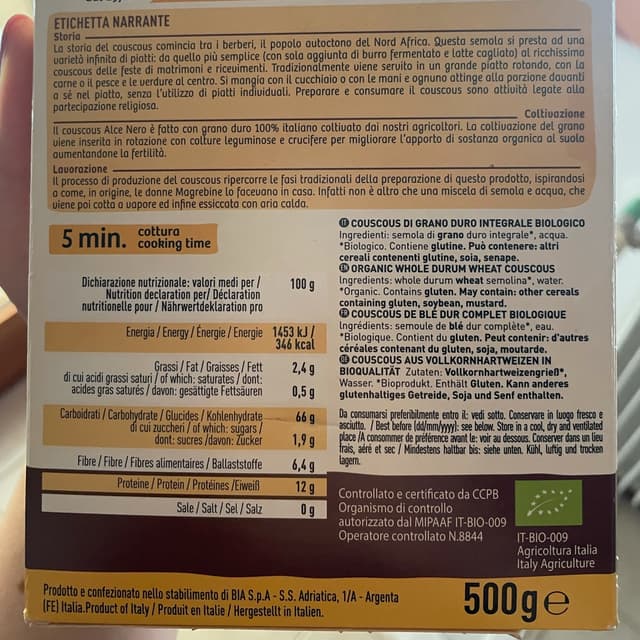 ETICHETTA NARRANTE
Storia
La storia del couscous comincia tra i berberi, il popolo autoctono del Nord Africa. Questa semola si presta ad una
varietà infinita di piatti: da quello più semplice (con sola aggiunta di burro fermentato e latte cagliato) al ricchissimo
couscous delle feste di matrimoni e ricevimenti. Tradizionalmente viene servito in un grande piatto rotondo, con la
carne o il pesce e le verdure al centro. Si mangia con il cucchiaio o con le mani e ognuno attinge alla porzione davanti
a sé nel piatto, senza l'utilizzo di piatti individuali. Preparare e consumare il couscous sono attività legate alla
partecipazione religiosa.
Coltivazione
Il couscous Alce Nero è fatto con grano duro 100% italiano coltivato dai nostri agricoltori. La coltivazione del grano
viene inserita in rotazione con colture leguminose e crucifere per migliorare l'apporto di sostanza organica al suolo
aumentandone la fertilità.
Lavorazione
Il processo di produzione del couscous ripercorre le fasi tradizionali della preparazione di questo prodotto, ispirandosi
a come, in origine, le donne Magrebine lo facevano in casa. Infatti non è altro che una miscela di semola e acqua, che
viene poi cotta a vapore ed infine essiccata con aria calda.
5 min. cottura
cooking time
Dichiarazione nutrizionale: valori medi per / 100 g
Nutrition declaration per/ Déclaration
nutritionelle pour / Nährwertdeklaration pro
Energia / Energy / Énergie / Energie 1453 kJ /
346 kcal
Grassi / Fat / Graisses / Fett 2,4 g
di cui acidi grassi saturi / of which: saturates / dont:
acides gras saturés / davon: gesättigte Fettsäuren 0,5 g
Carboidrati / Carbohydrate / Glucides / Kohlenhydrate 66 g
di cui zuccheri / of which: sugars /
dont: sucres /davon: Zucker 1,9 g
Fibre / Fibre / Fibres alimentaires / Ballaststoffe 6,4 g
Proteine / Protein / Protéines /Eiweiß 12 g
Sale / Salt / Sel / Salz 0 g
IT COUSCOUS DI GRANO DURO INTEGRALE BIOLOGICO
Ingredienti: semola di grano duro integrale*, acqua.
*Biologico. Contiene glutine. Può contenere: altri
cereali contenenti glutine, soia, senape.
EN ORGANIC WHOLE DURUM WHEAT COUSCOUS
Ingredients: whole durum wheat semolina*, water.
*Organic. Contains gluten. May contain: other cereals
containing gluten, soybean, mustard.
FR COUSCOUS DE BLÉ DUR COMPLET BIOLOGIQUE
Ingrédients: semoule de blé dur complète*, eau.
*Biologique. Contient du gluten. Peut contenir: d'autres
céréales contenant du gluten, soja, moutarde.
DE COUSCOUS AUS VOLLKORNHARTWEIZEN IN
BIOQUALITÄT Zutaten: Vollkornhartweizengrieß*,
Wasser. *Bioprodukt. Enthält Gluten. Kann anderes
glutenhaltiges Getreide, Soja und Senf enthalten.
Da consumarsi preferibilmente entro il: vedi sotto. Conservare in luogo fresco e
asciutto. / Best before (dd/mm/yyyy): see below. Store in a cool, dry and ventilated
place /A consommer de préférence avant le: voir au dessous. Conserver dans un lieu
frais, aéré et sec / Mindestens haltbar bis: siehe unten. Kühl, luftig und trocken
lagern.
Controllato e certificato da CCPB
Organismo di controllo
autorizzato dal MIPAAF IT-BIO-009
Operatore controllato N.8844
IT-BIO-009
Agricoltura Italia
Italy Agriculture
Prodotto e confezionato nello stabilimento di BIA S.p.A - S.S. Adriatica, 1/A - Argenta
(FE) Italia.Product of Italy / Produit en Italie / Hergestellt in Italien.
500g e